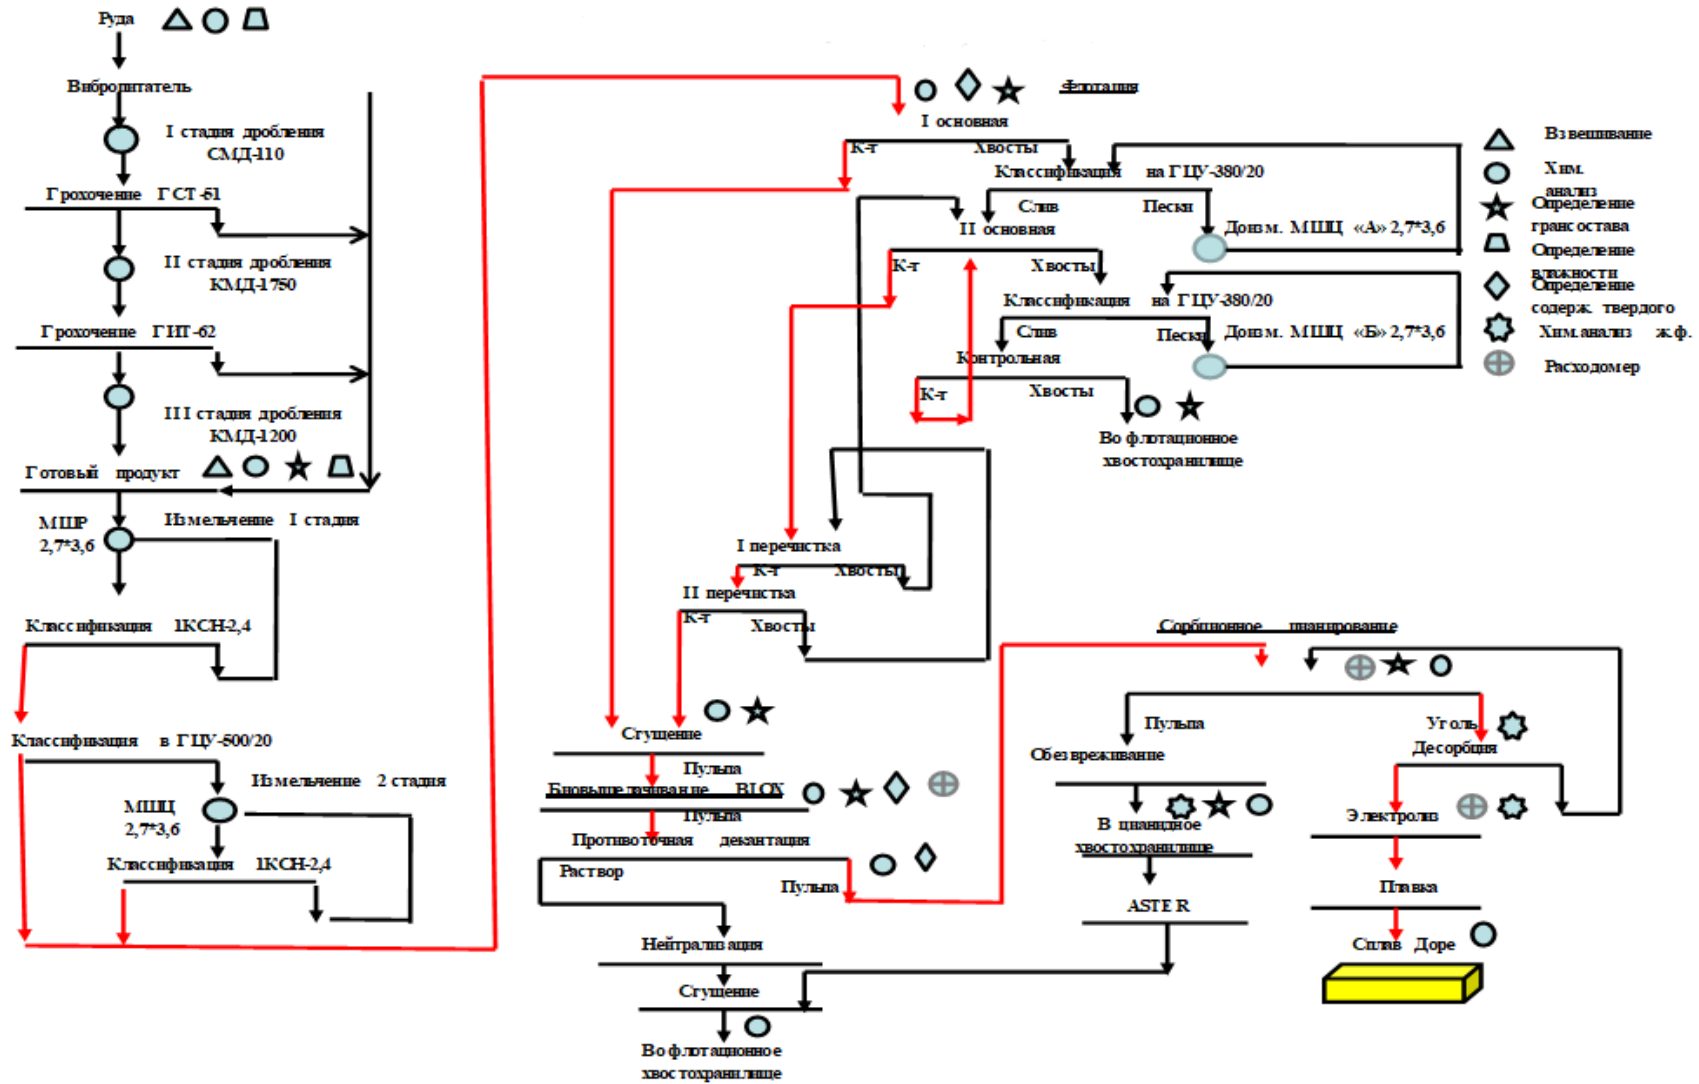 Руда
Вибропитатель
I стадия дробления
СМД-110
Грохочение ГСТ-51
II стадия дробления
КМД-1750
Грохочение ГИТ-62
III стадия дробления
КМД-1200
Готовый продукт
МШР
2,7*3,6
Измельчение I стадия
Классификация 1КСН-2,4
Классификация в ГЦУ-500/20
Измельчение 2 стадия
МШЦ
2,7*3,6
Классификация 1КСН-2,4
Флотация
I основная
К-т
Хвосты
Классификация на ГЦУ-380/20
Слив
Пески
II основная
Доизм. МШЦ «А» 2,7*3,6
К-т
Хвосты
Классификация на ГЦУ-380/20
Слив
Пески
Доизм. МШЦ «Б» 2,7*3,6
Контрольная
К-т
Хвосты
Во флотационное
хвостохранилище
I перечистка
К-т
Хвосты
II перечистка
К-т
Хвосты
Сгущение
Пульпа
Биовыщелачивание BIOX
Пульпа
Противоточная декантация
Раствор
Пульпа
Нейтрализация
Сгущение
Во флотационное
хвостохранилище
Сорбционное цианирование
Пульпа
Уголь
Обезвреживание
Десорбция
В цианидное
хвостохранилище
Электролиз
ASTER
Плавка
Сплав Доре
Взвешивание
Хим.
анализ
Определение
грансостава
Определение
влажности
Определение
содерж. твердого
Хим.анализ ж.ф.
Расходомер